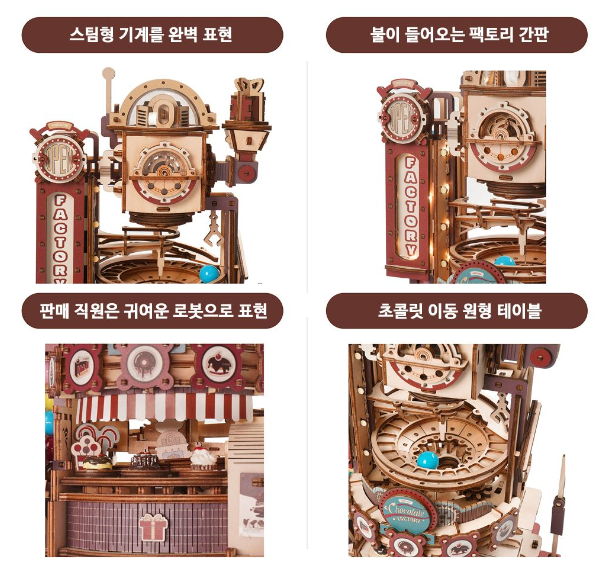 스팀형 기계를 완벽 표현
불이 들어오는 팩토리 간판
FACTORY
FACTORY
판매 직원은 귀여운 로봇으로 표현
초콜릿 이동 원형 테이블
Chocolate
FACTORY